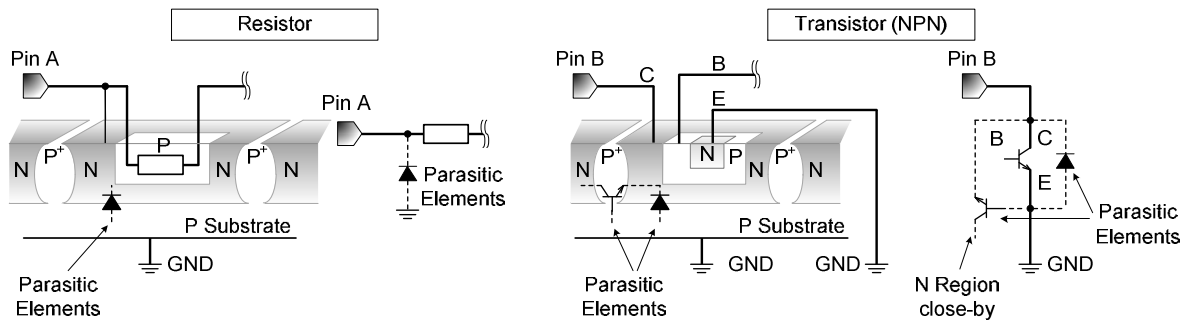 Resistor
Pin A
N
P+
N
P
N
P+
N
Parasitic
Elements
P Substrate
GND
Pin A
Parasitic
Elements
Transistor (NPN)
Pin B
C
B
E
N
P+
N
N
P
N
P+
N
P Substrate
GND
GND
Parasitic
Elements
Pin B
B
C
E
Parasitic
Elements
GND
N Region
close-by